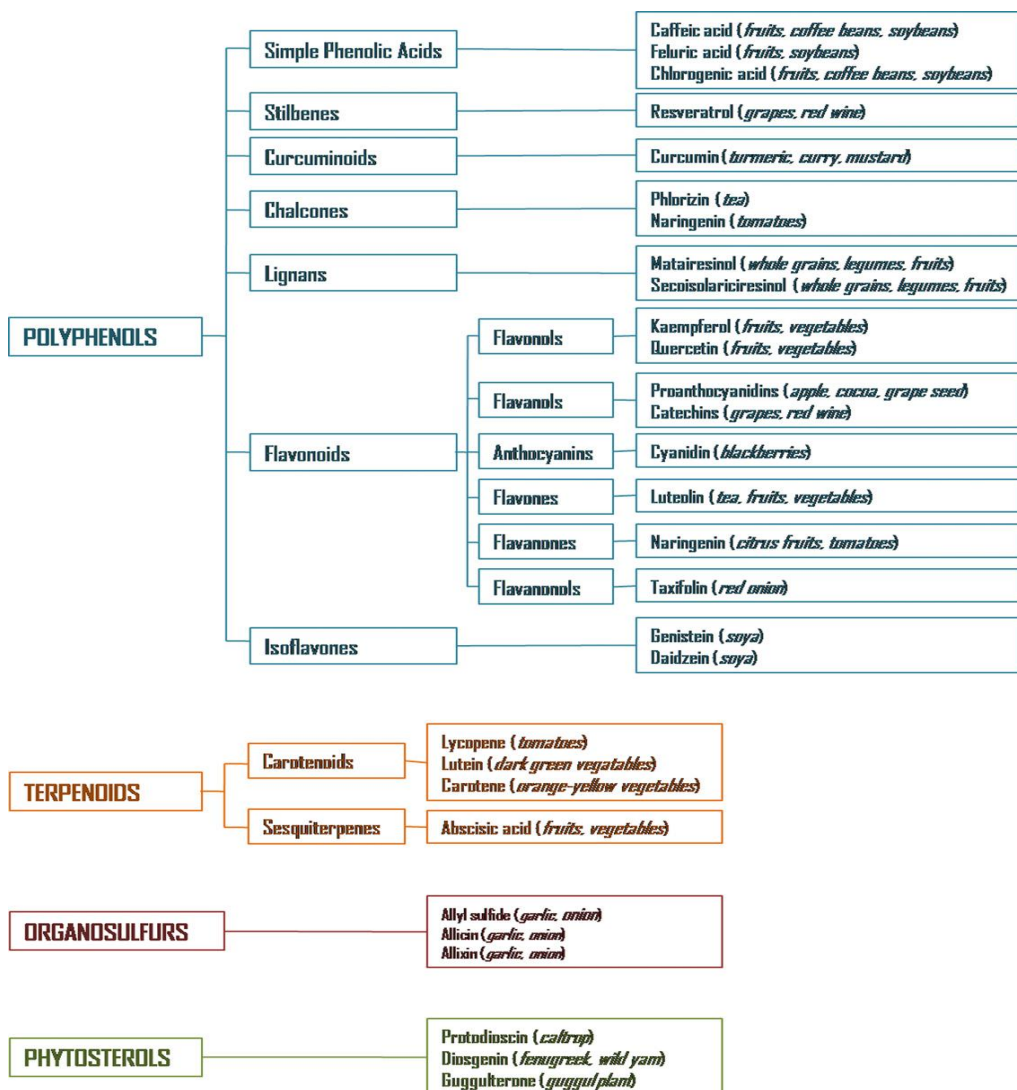 POLYPHENOLS
Simple Phenolic Acids
Caffeic acid (fruits, coffee beans, soybeans)
Feluric acid (fruits, soybeans)
Chlorogenic acid (fruits, coffee beans, soybeans)
Stilbenes
Resveratrol (grapes, red wine)
Curcuminoids
Curcumin (turmeric, curry, mustard)
Chalcones
Phlorizin (tea)
Naringenin (tomatoes)
Lignans
Matairesinol (whole grains, legumes, fruits)
Secoisolariciresinol (whole grains, legumes, fruits)
Flavonoids
Flavonols
Kaempferol (fruits, vegetables)
Quercetin (fruits, vegetables)
Flavanols
Proanthocyanidins (apple, cocoa, grape seed)
Catechins (grapes, red wine)
Anthocyanins
Cyanidin (blackberries)
Flavones
Luteolin (tea, fruits, vegetables)
Flavanones
Naringenin (citrus fruits, tomatoes)
Flavanonols
Taxifolin (red onion)
Isoflavones
Genistein (soya)
Daidzein (soya)
TERPENOIDS
Carotenoids
Lycopene (tomatoes)
Lutein (dark green vegatables)
Carotene (orange-yellow vegetables)
Sesquiterpenes
Abscisic acid (fruits, vegetables)
ORGANOSULFURS
Allyl sulfide (garlic, onion)
Allicin (garlic, onion)
Allixin (garlic, onion)
PHYTOSTEROLS
Protodioscin (caltrop)
Diosgenin (fenugreek, wild yam)
Guggulterone (guggul plant)